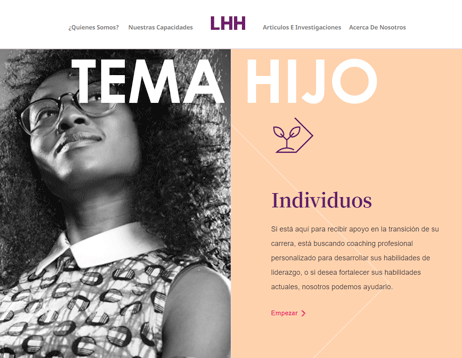 ¿Quienes Somos? Nuestras Capacidades LHH Articulos E Investigaciones Acerca De Nosotros
TEMA HIJO
Individuos
Si está aquí para recibir apoyo en la transición de su
carrera, está buscando coaching profesional
personalizado para desarrollar sus habilidades de
liderazgo, o si desea fortalecer sus habilidades
actuales, nosotros podemos ayudarlo.
Empezar